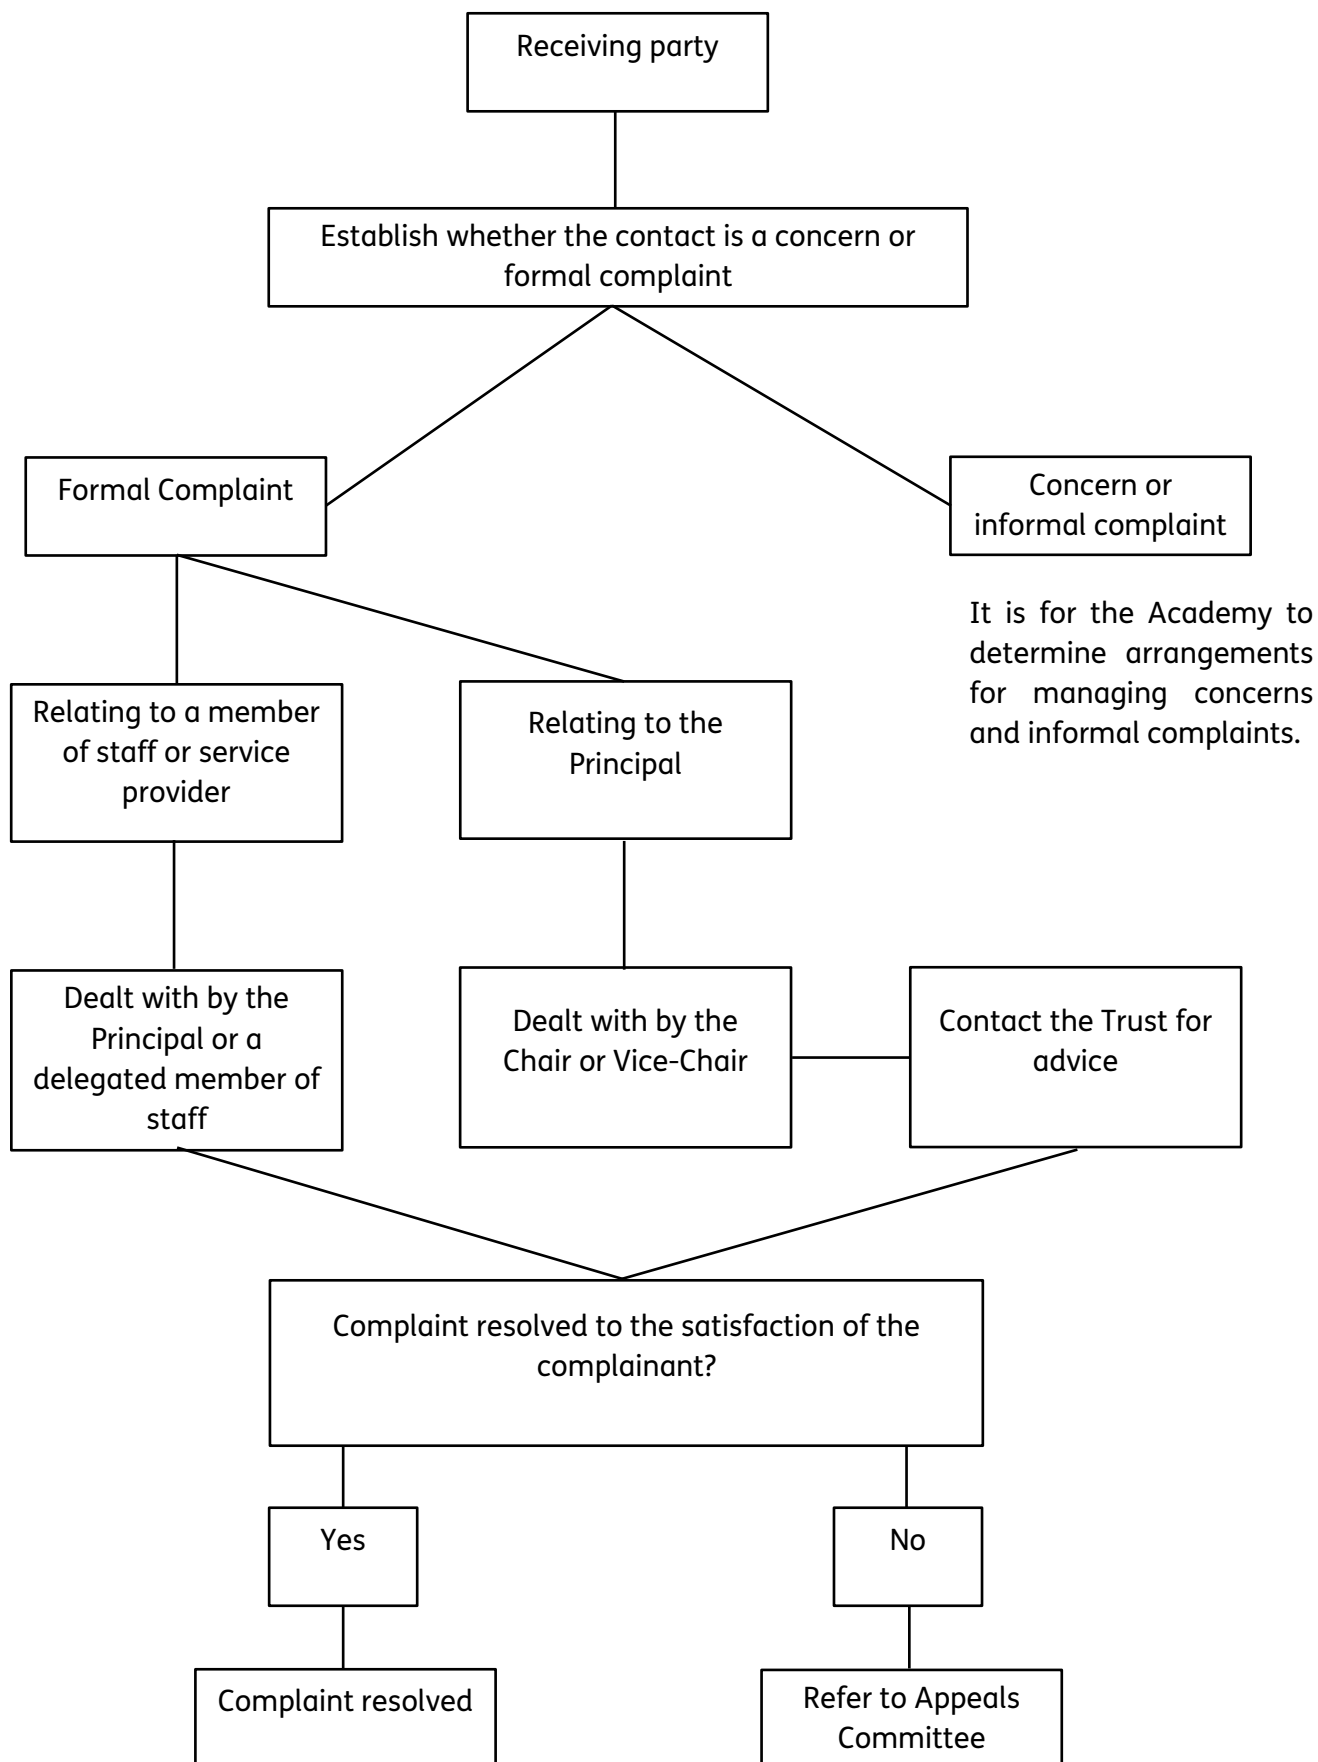 Receiving party
Establish whether the contact is a concern or
formal complaint
Formal Complaint
Concern or
informal complaint
It is for the Academy to
determine arrangements
for managing concerns
and informal complaints.
Relating to a member
of staff or service
provider
Relating to the
Principal
Dealt with by the
Principal or a
delegated member of
staff
Dealt with by the
Chair or Vice-Chair
Contact the Trust for
advice
Complaint resolved to the satisfaction of the
complainant?
Yes
No
Complaint resolved
Refer to Appeals
Committee